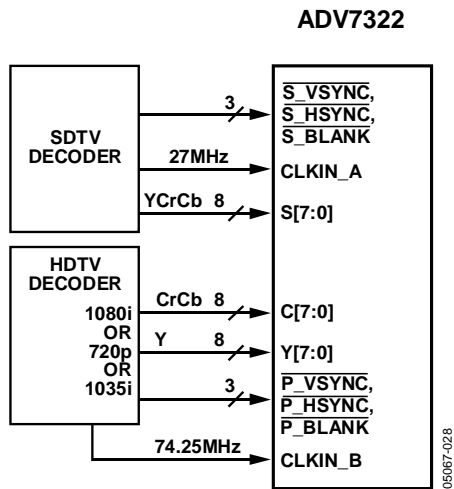 ADV7322
SDTV
DECODER
3
S_VSYNC,
S_HSYNC,
S_BLANK
27MHz
CLKIN_A
YCrCb 8
S[7:0]
HDTV
DECODER
1080i
OR
720p
OR
1035i
CrCb 8
C[7:0]
Y 8
Y[7:0]
3
P_VSYNC,
P_HSYNC,
P_BLANK
74.25MHz
CLKIN_B
05067-028